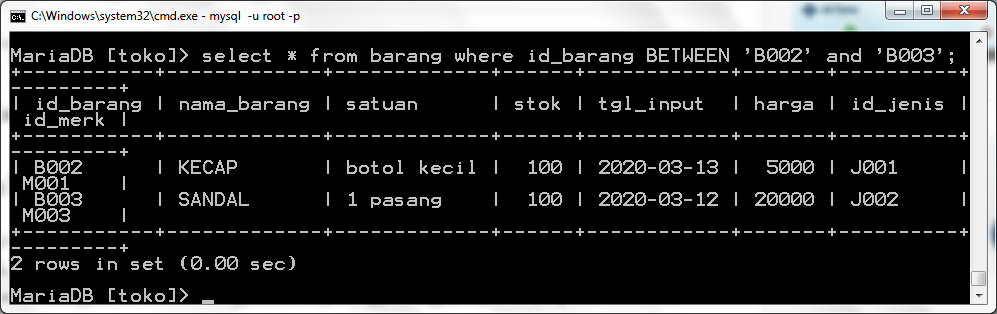 C:\Windows\system32\cmd.exe - mysql  -u root -p
MariaDB [toko]> select * from barang where id_barang BETWEEN 'B002' and 'B003';
+-----------+--------------+--------------+------+------------+-------+----------+
---------+
| id_barang | nama_barang | satuan       | stok | tgl_input  | harga | id_jenis |
 id_merk |
+-----------+-------------+--------------+------+------------+-------+----------+
---------+
| B002      | KECAP       | botol kecil |  100 | 2020-03-13 |  5000 | J001     |
 M001    |
| B003      | SANDAL      | 1 pasang    |  100 | 2020-03-12 | 20000 | J002     |
 M003    |
+-----------+-------------+-------------+------+------------+-------+----------+
---------+
2 rows in set (0.00 sec)
MariaDB [toko]> _